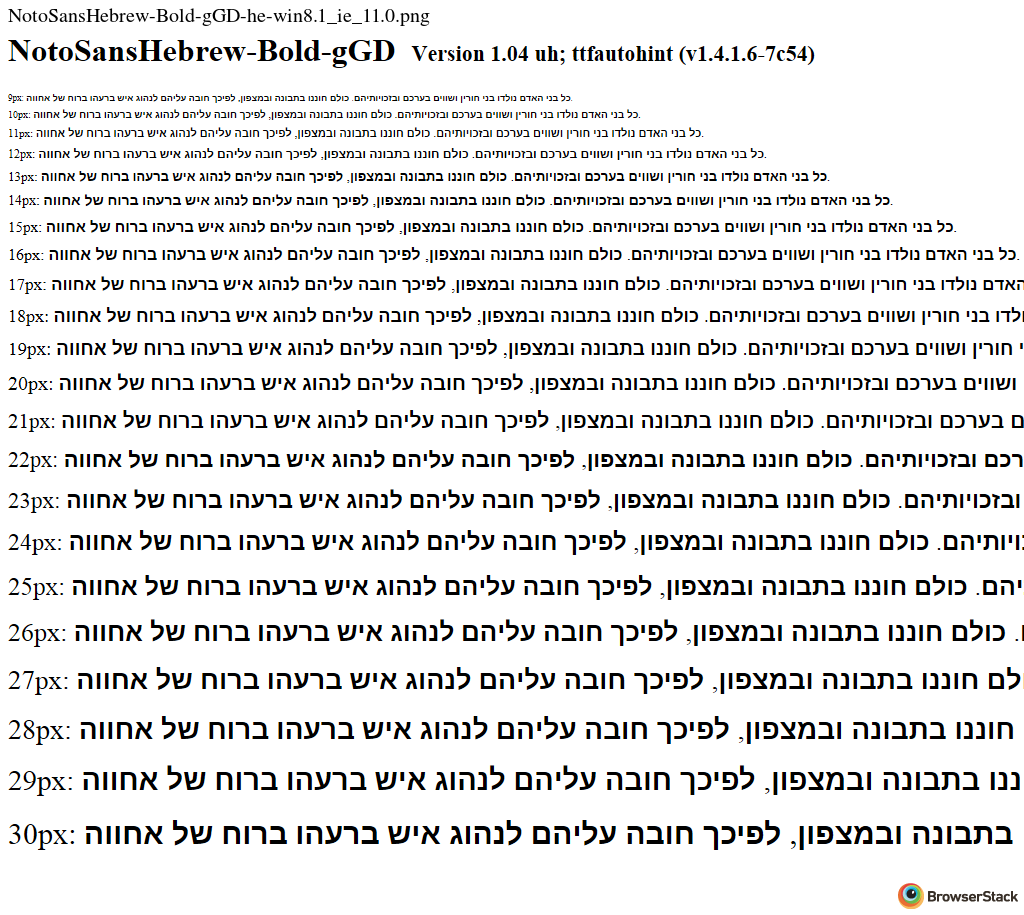 NotoSansHebrew-Bold-gGD-he-win8.1_ie_11.0.png
NotoSansHebrew-Bold-gGD Version 1.04 uh; ttfautohint (v1.4.1.6-7c54)
9px: כל בני האדם נולדו בני חורין ושווים בערכם ובזכויותיהם. כולם חוננו בתבונה ובמצפון, לפיכך חובה עליהם לנהוג איש ברעהו ברוח של אחווה.
10px: כל בני האדם נולדו בני חורין ושווים בערכם ובזכויותיהם. כולם חוננו בתבונה ובמצפון, לפיכך חובה עליהם לנהוג איש ברעהו ברוח של אחווה.
11px: כל בני האדם נולדו בני חורין ושווים בערכם ובזכויותיהם. כולם חוננו בתבונה ובמצפון, לפיכך חובה עליהם לנהוג איש ברעהו ברוח של אחווה.
12px: כל בני האדם נולדו בני חורין ושווים בערכם ובזכויותיהם. כולם חוננו בתבונה ובמצפון, לפיכך חובה עליהם לנהוג איש ברעהו ברוח של אחווה.
13px: כל בני האדם נולדו בני חורין ושווים בערכם ובזכויותיהם. כולם חוננו בתבונה ובמצפון, לפיכך חובה עליהם לנהוג איש ברעהו ברוח של אחווה.
14px: כל בני האדם נולדו בני חורין ושווים בערכם ובזכויותיהם. כולם חוננו בתבונה ובמצפון, לפיכך חובה עליהם לנהוג איש ברעהו ברוח של אחווה.
15px: כל בני האדם נולדו בני חורין ושווים בערכם ובזכויותיהם. כולם חוננו בתבונה ובמצפון, לפיכך חובה עליהם לנהוג איש ברעהו ברוח של אחווה.
16px: כל בני האדם נולדו בני חורין ושווים בערכם ובזכויותיהם. כולם חוננו בתבונה ובמצפון, לפיכך חובה עליהם לנהוג איש ברעהו ברוח של אחווה.
17px: האדם נולדו בני חורין ושווים בערכם ובזכויותיהם. כולם חוננו בתבונה ובמצפון, לפיכך חובה עליהם לנהוג איש ברעהו ברוח של אחווה
18px: לדו בני חורין ושווים בערכם ובזכויותיהם. כולם חוננו בתבונה ובמצפון, לפיכך חובה עליהם לנהוג איש ברעהו ברוח של אחווה
19px: י חורין ושווים בערכם ובזכויותיהם. כולם חוננו בתבונה ובמצפון, לפיכך חובה עליהם לנהוג איש ברעהו ברוח של אחווה
20px: ושווים בערכם ובזכויותיהם. כולם חוננו בתבונה ובמצפון, לפיכך חובה עליהם לנהוג איש ברעהו ברוח של אחווה
21px: ם בערכם ובזכויותיהם. כולם חוננו בתבונה ובמצפון, לפיכך חובה עליהם לנהוג איש ברעהו ברוח של אחווה
22px: רכם ובזכויותיהם. כולם חוננו בתבונה ובמצפון, לפיכך חובה עליהם לנהוג איש ברעהו ברוח של אחווה
23px: ובזכויותיהם. כולם חוננו בתבונה ובמצפון, לפיכך חובה עליהם לנהוג איש ברעהו ברוח של אחווה
24px: ויותיהם. כולם חוננו בתבונה ובמצפון, לפיכך חובה עליהם לנהוג איש ברעהו ברוח של אחווה
25px: הם. כולם חוננו בתבונה ובמצפון, לפיכך חובה עליהם לנהוג איש ברעהו ברוח של אחווה
26px: . כולם חוננו בתבונה ובמצפון, לפיכך חובה עליהם לנהוג איש ברעהו ברוח של אחווה
27px: לם חוננו בתבונה ובמצפון, לפיכך חובה עליהם לנהוג איש ברעהו ברוח של אחווה
28px: חוננו בתבונה ובמצפון, לפיכך חובה עליהם לנהוג איש ברעהו ברוח של אחווה
29px: ננו בתבונה ובמצפון, לפיכך חובה עליהם לנהוג איש ברעהו ברוח של אחווה
30px: בתבונה ובמצפון, לפיכך חובה עליהם לנהוג איש ברעהו ברוח של אחווה
BrowserStack